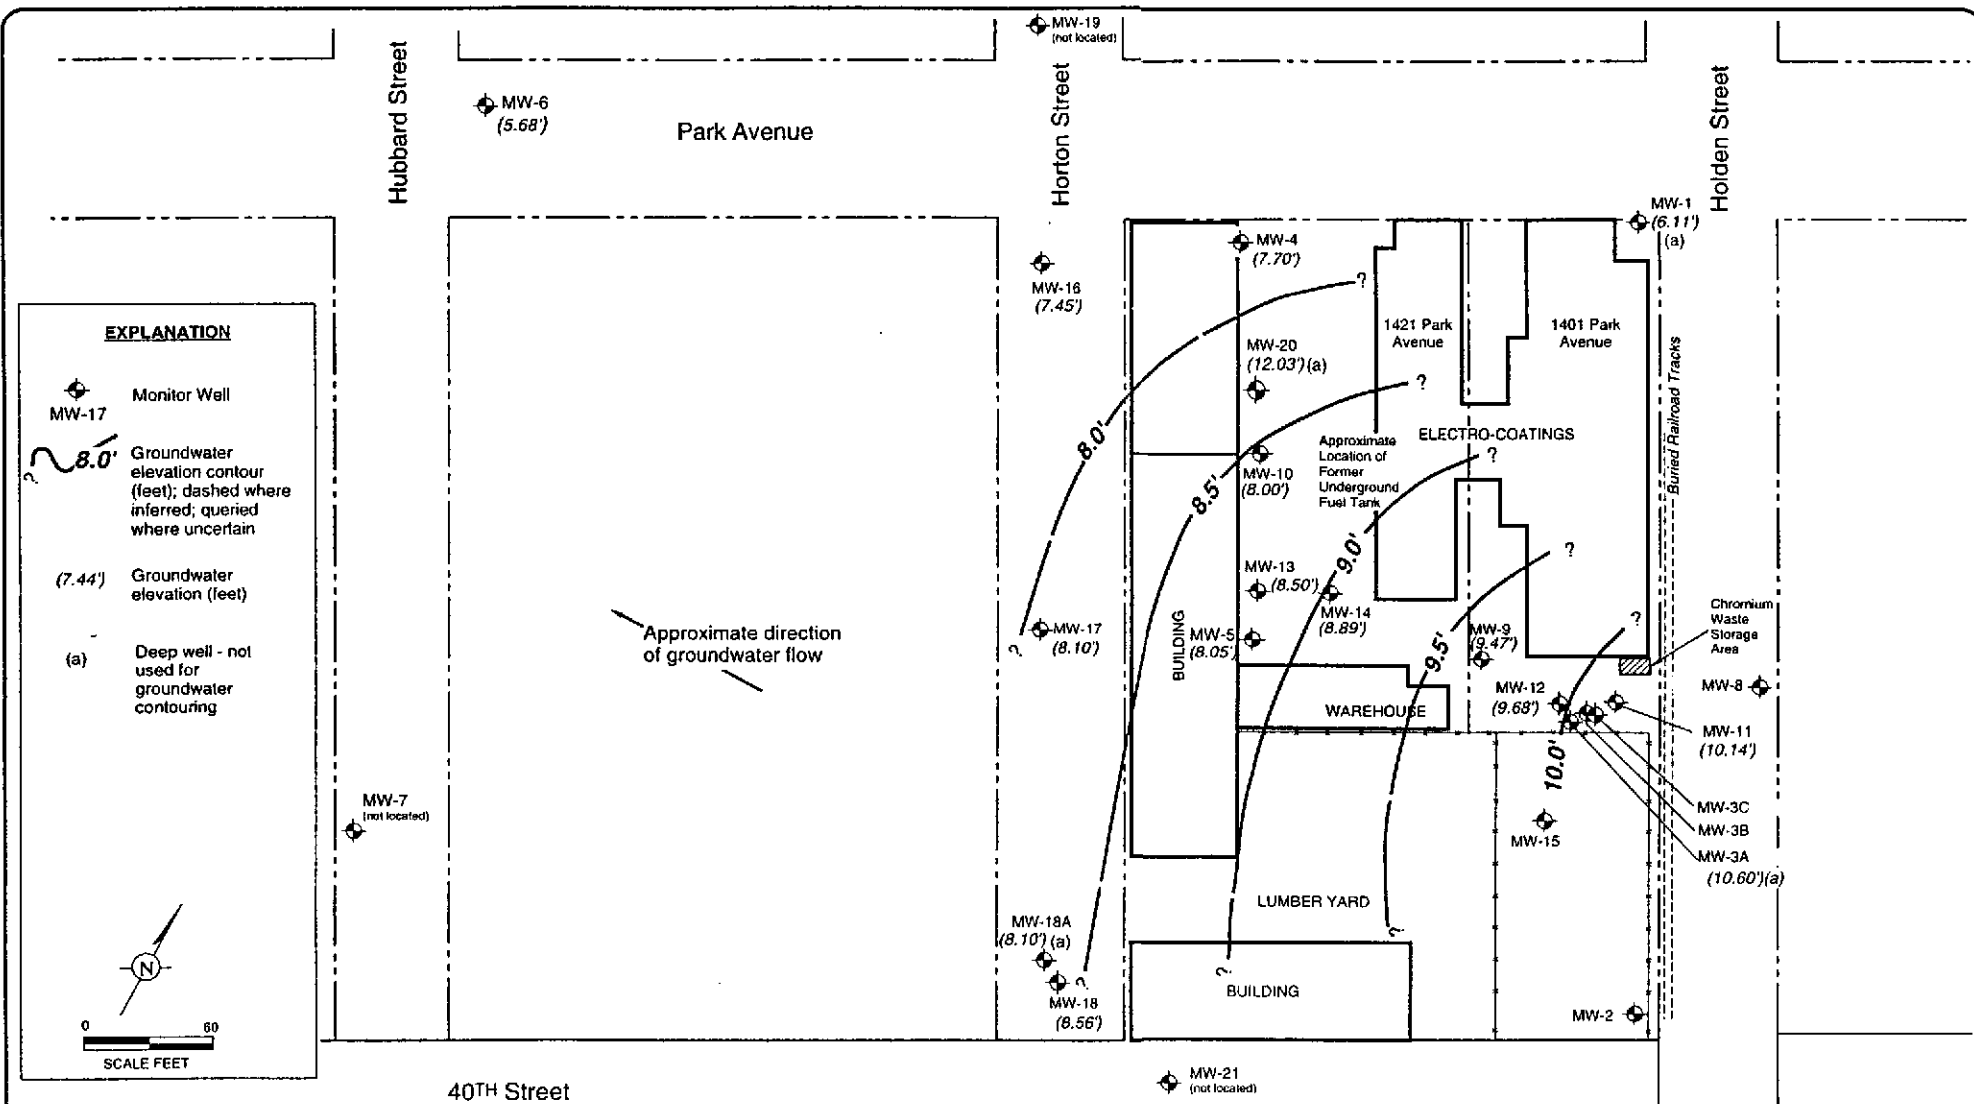 MW-19
(not located)
Hubbard Street
MW-6
(5.68')
Park Avenue
Horton Street
Holden Street
MW-1
(6.11')
(a)
MW-4
(7.70')
MW-16
(7.45')
?
EXPLANATION
MW-17
Monitor Well
?
8.0'
Groundwater
elevation contour
(feet); dashed where
inferred; queried
where uncertain
(7.44')
Groundwater
elevation (feet)
(a)
Deep well - not
used for
groundwater
contouring
N
0 60
SCALE FEET
1421 Park
Avenue
1401 Park
Avenue
MW-20
(12.03')(a)
?
Buried Railroad Tracks
8.0'
ELECTRO-COATINGS
Approximate
Location of
Former
Underground
Fuel Tank
MW-10
(8.00')
?
8.5'
9.0'
?
MW-13
(8.50')
MW-14
(8.89')
Chromium
Waste
Storage
Area
?
Approximate direction
of groundwater flow
MW-17
(8.10')
?
BUILDING
MW-5
(8.05')
9.5'
MW-9
(9.47')
MW-8
MW-12
(9.68')
WAREHOUSE
MW-11
(10.14')
10.0'
MW-7
(not located)
MW-3C
MW-3B
MW-15
MW-3A
(10.60')(a)
LUMBER YARD
MW-18A
(8.10') (a)
?
?
?
MW-18
(8.56')
BUILDING
MW-2
MW-21
(not located)
40TH Street